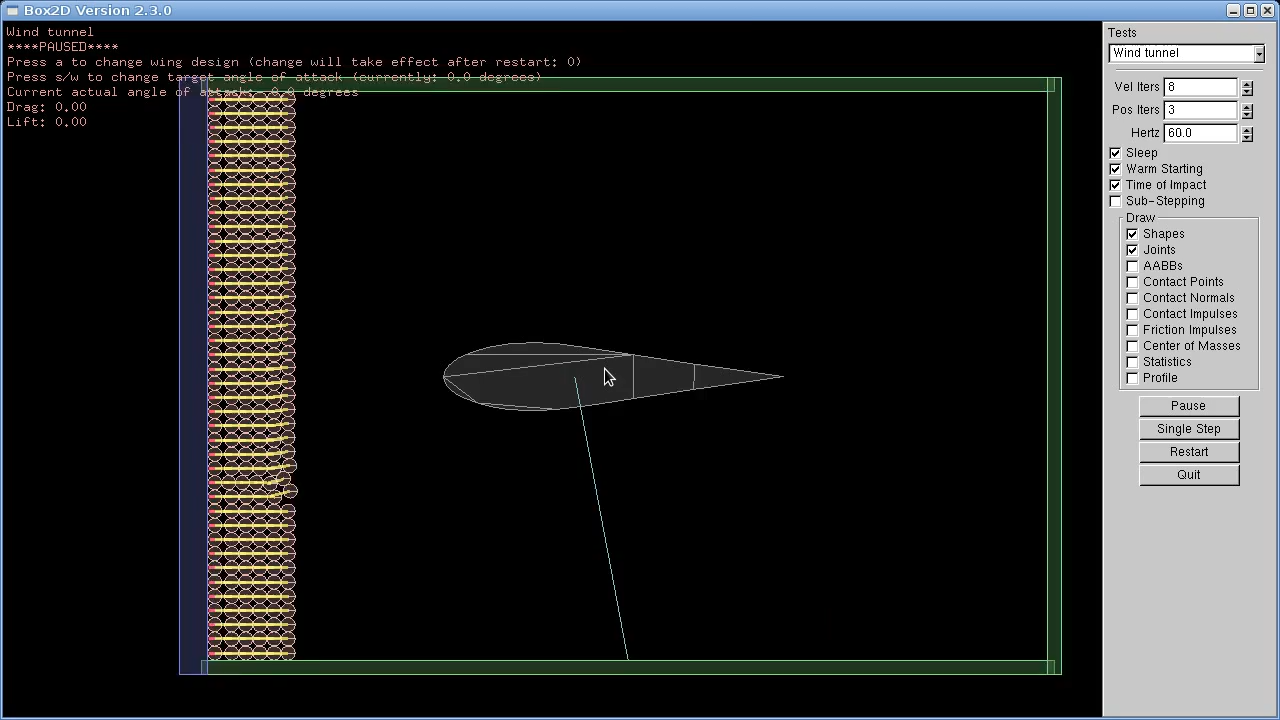 Box2D Version 2.3.0
Wind tunnel
****PAUSED****
Press a to change wing design (change will take effect after restart: 0)
Press s/w to change target angle of attack (currently: 0.0 degrees)
Current actual angle of attack: -0.0 degrees
Drag: 0.00
Lift: 0.00
Tests
Wind tunnel
Vel Iters 8
Pos Iters 3
Hertz 60.0
Sleep
Warm Starting
Time of Impact
Sub-Stepping
Draw
Shapes
Joints
AABBs
Contact Points
Contact Normals
Contact Impulses
Friction Impulses
Center of Masses
Statistics
Profile
Pause
Single Step
Restart
Quit